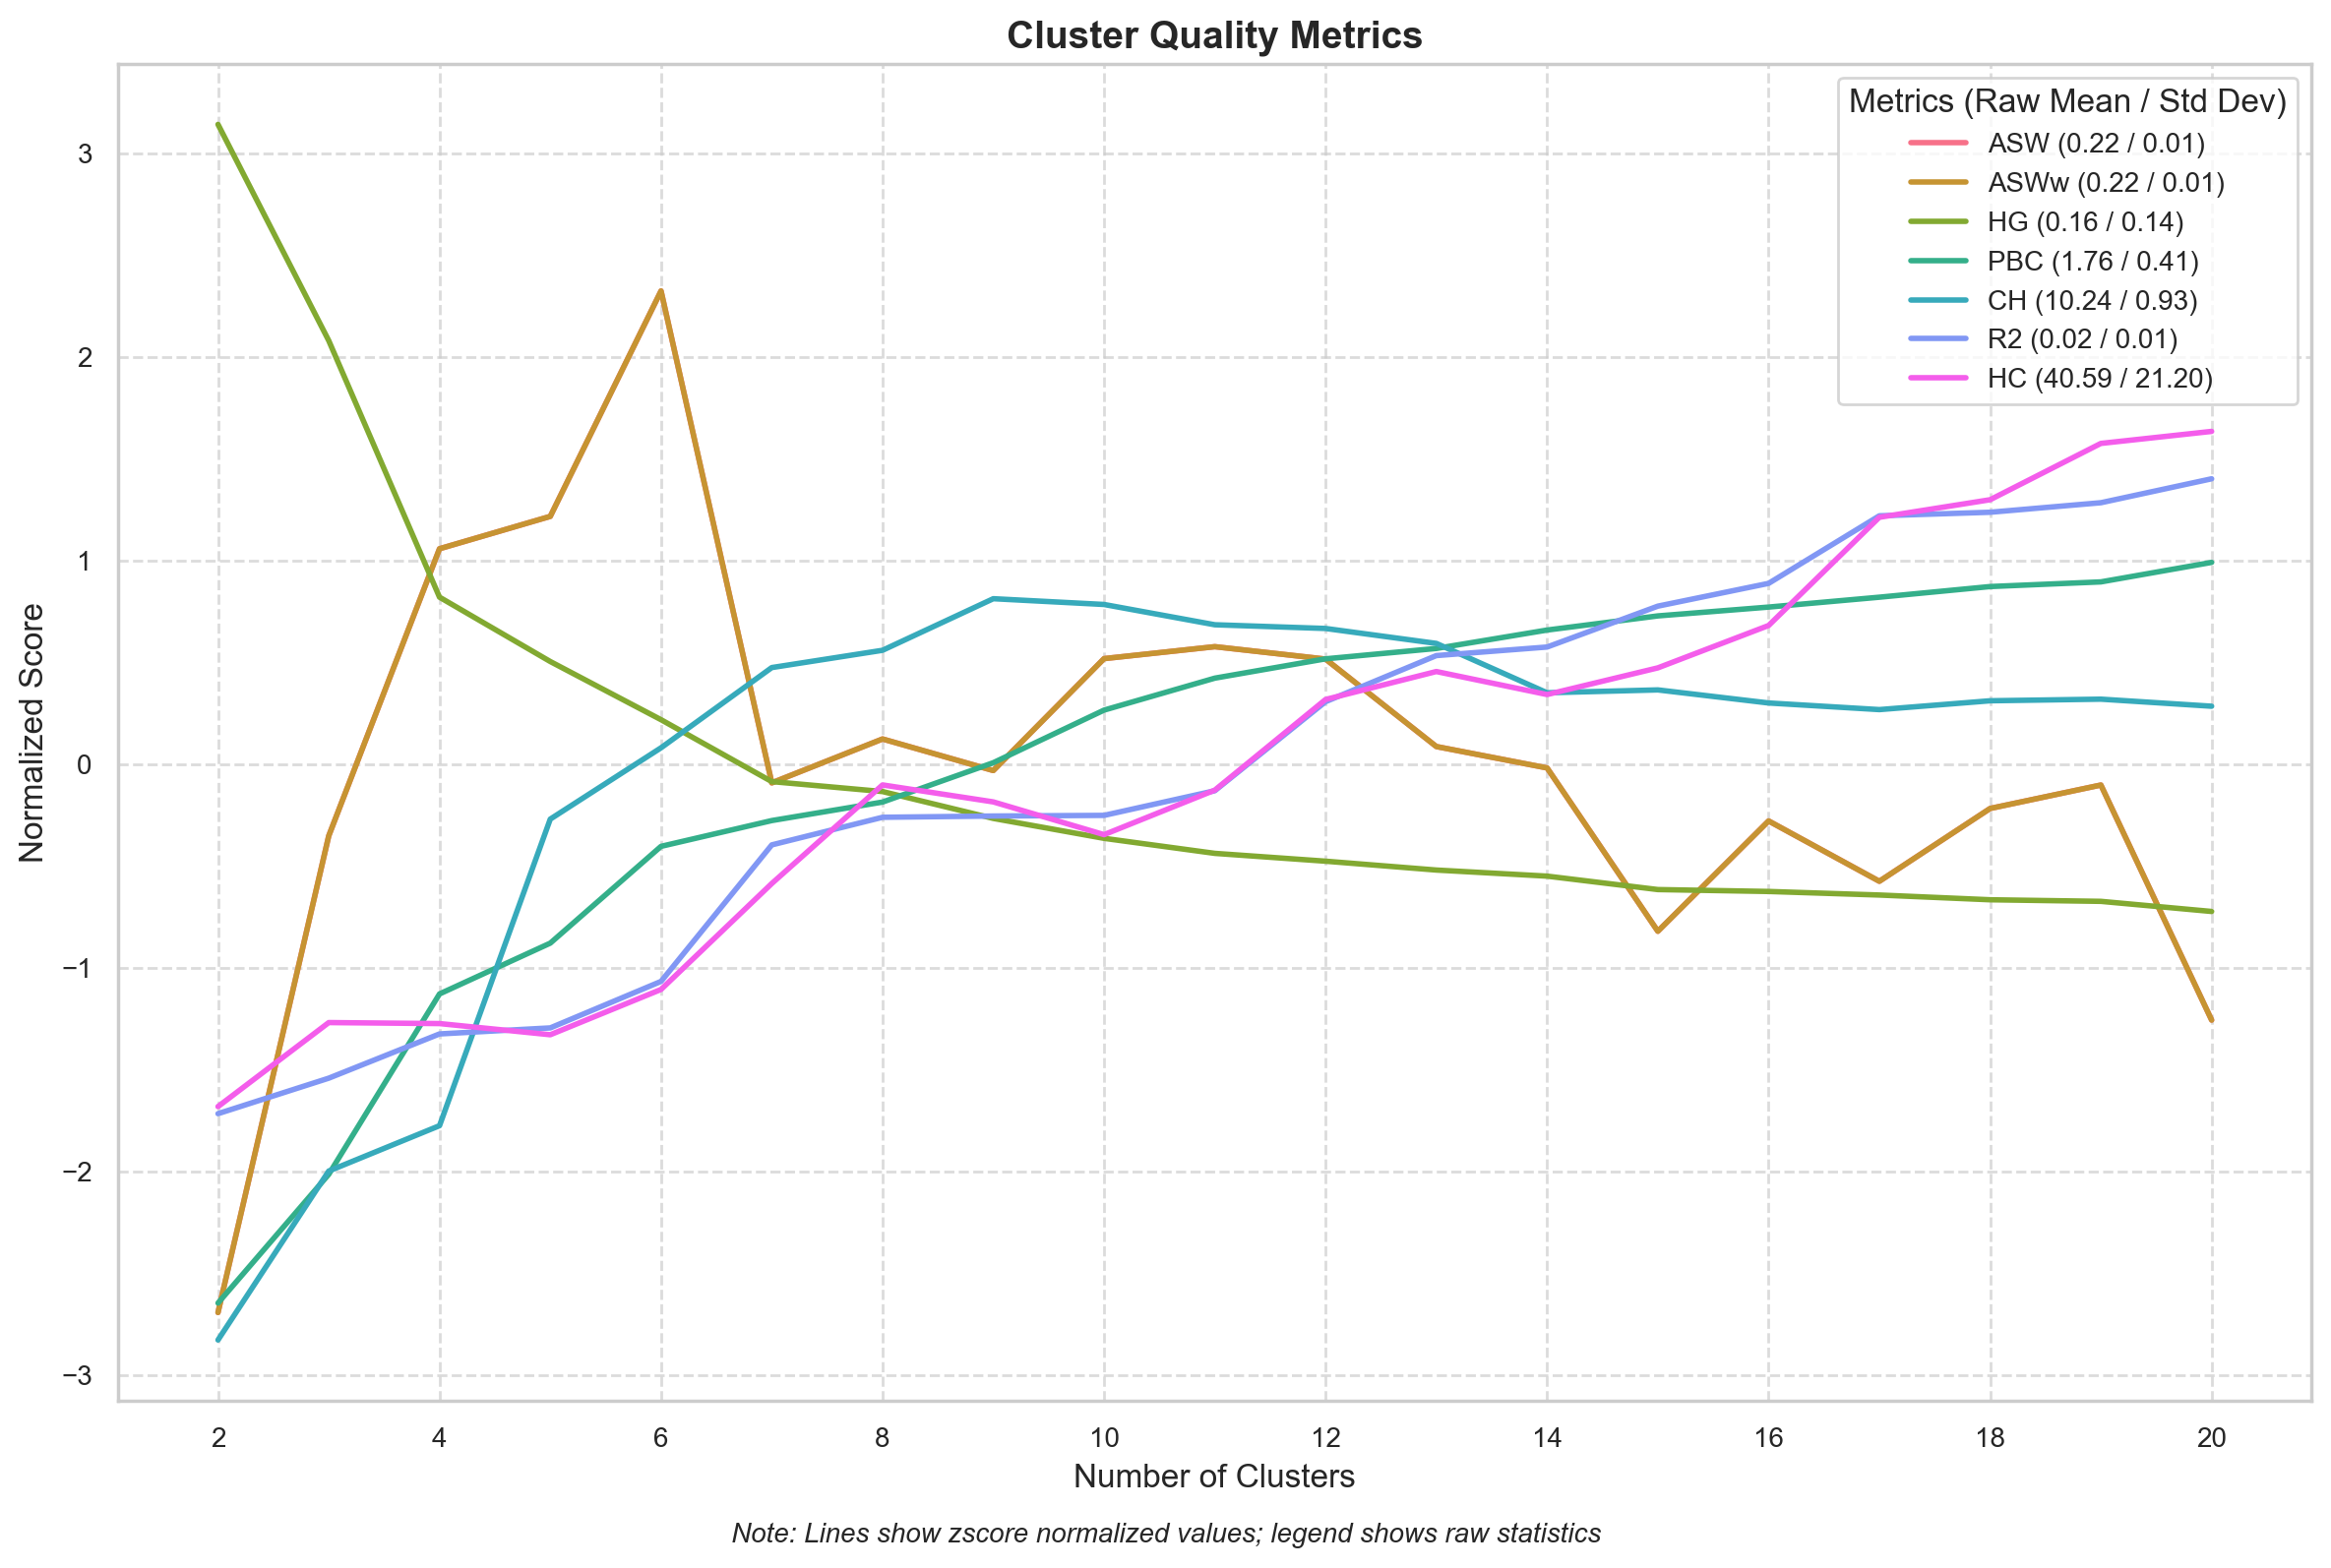 Cluster Quality Metrics
Metrics (Raw Mean / Std Dev)
ASW (0.22 / 0.01)
ASWw (0.22 / 0.01)
HG (0.16 / 0.14)
PBC (1.76 / 0.41)
CH (10.24 / 0.93)
R2 (0.02 / 0.01)
HC (40.59 / 21.20)
Normalized Score
3
2
1
0
−1
−2
−3
2 4 6 8 10 12 14 16 18 20
Number of Clusters
Note: Lines show zscore normalized values; legend shows raw statistics